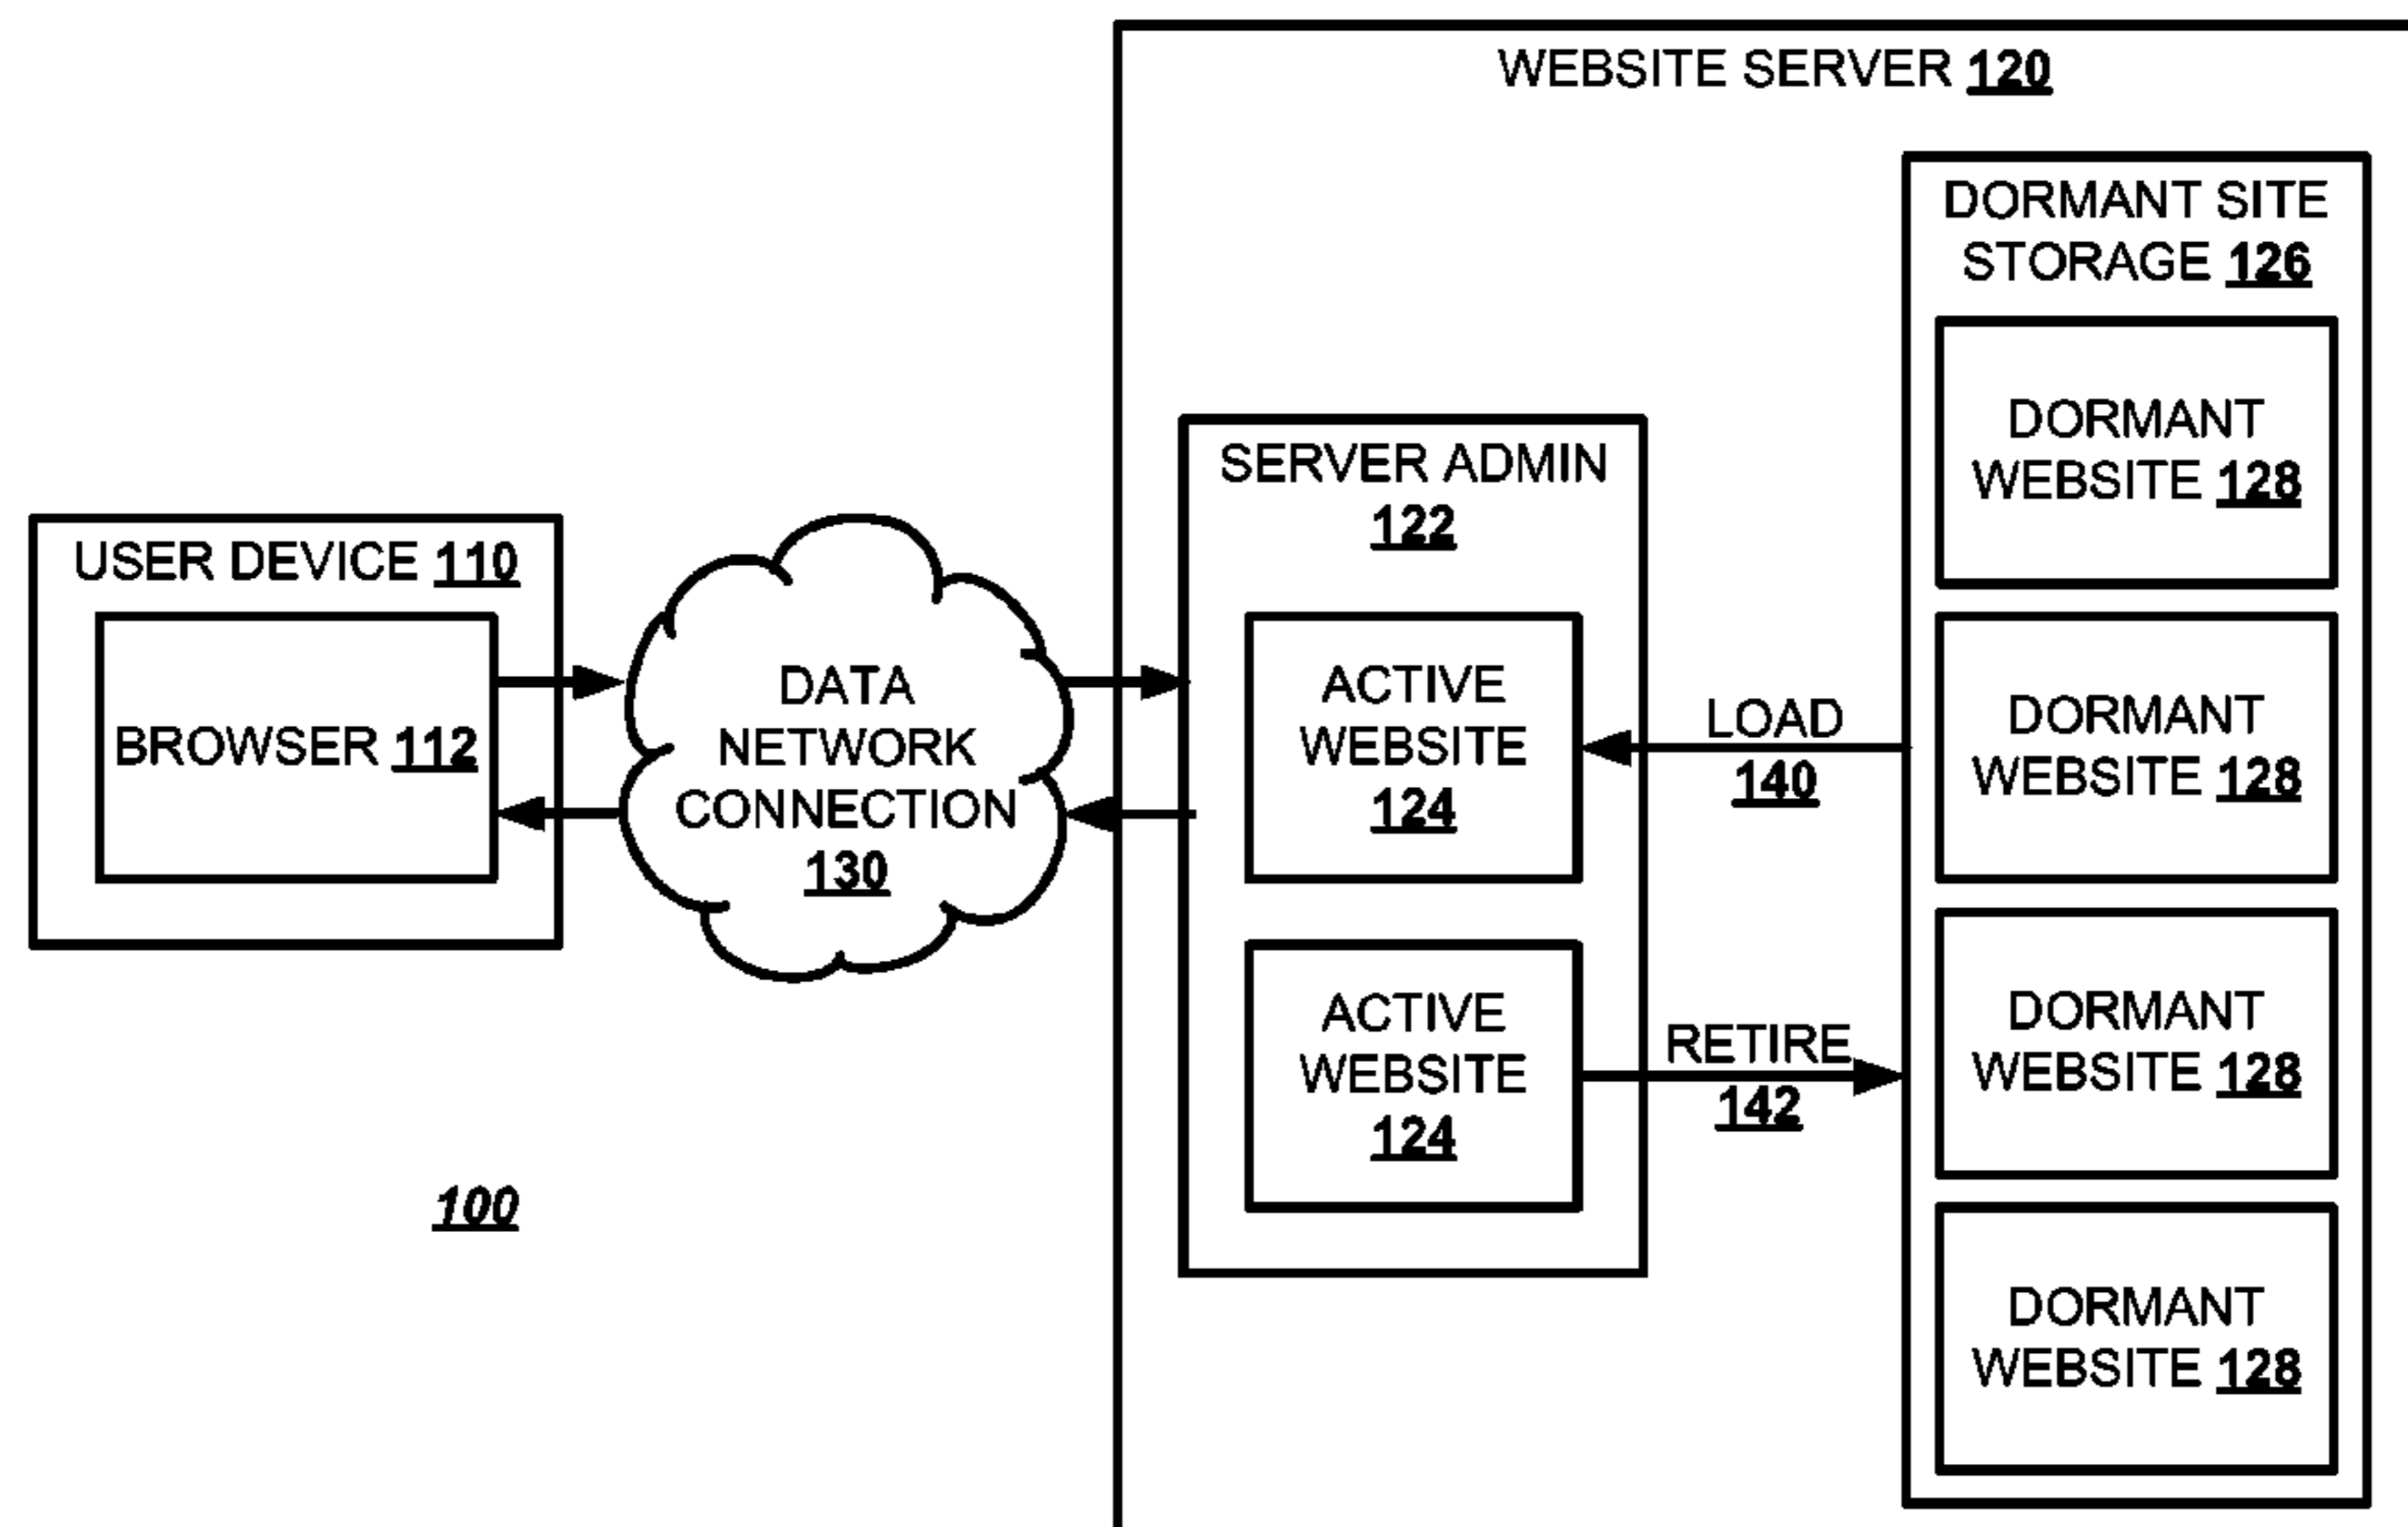 WEBSITE SERVER 120
DORMANT SITE
STORAGE 126
DORMANT
WEBSITE 128
SERVER ADMIN
122
USER DEVICE 110
BROWSER 112
DATA
NETWORK
CONNECTION
130
ACTIVE
WEBSITE
124
LOAD
140
DORMANT
WEBSITE 128
ACTIVE
WEBSITE
124
RETIRE
142
DORMANT
WEBSITE 128
100
DORMANT
WEBSITE 128